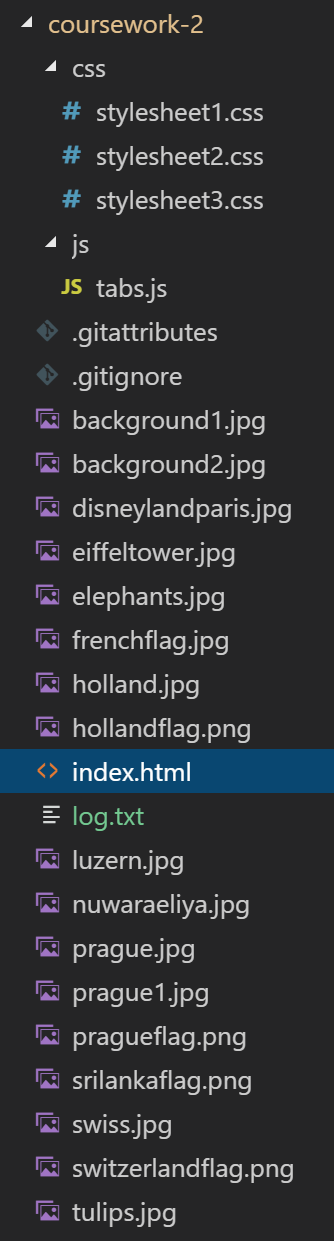 coursework-2
css
# stylesheet1.css
# stylesheet2.css
# stylesheet3.css
js
JS tabs.js
.gitattributes
.gitignore
background1.jpg
background2.jpg
disneylandparis.jpg
eiffeltower.jpg
elephants.jpg
frenchflag.jpg
holland.jpg
hollandflag.png
<> index.html
log.txt
luzern.jpg
nuwaraeliya.jpg
prague.jpg
prague1.jpg
pragueflag.png
srilankaflag.png
swiss.jpg
switzerlandflag.png
tulips.jpg